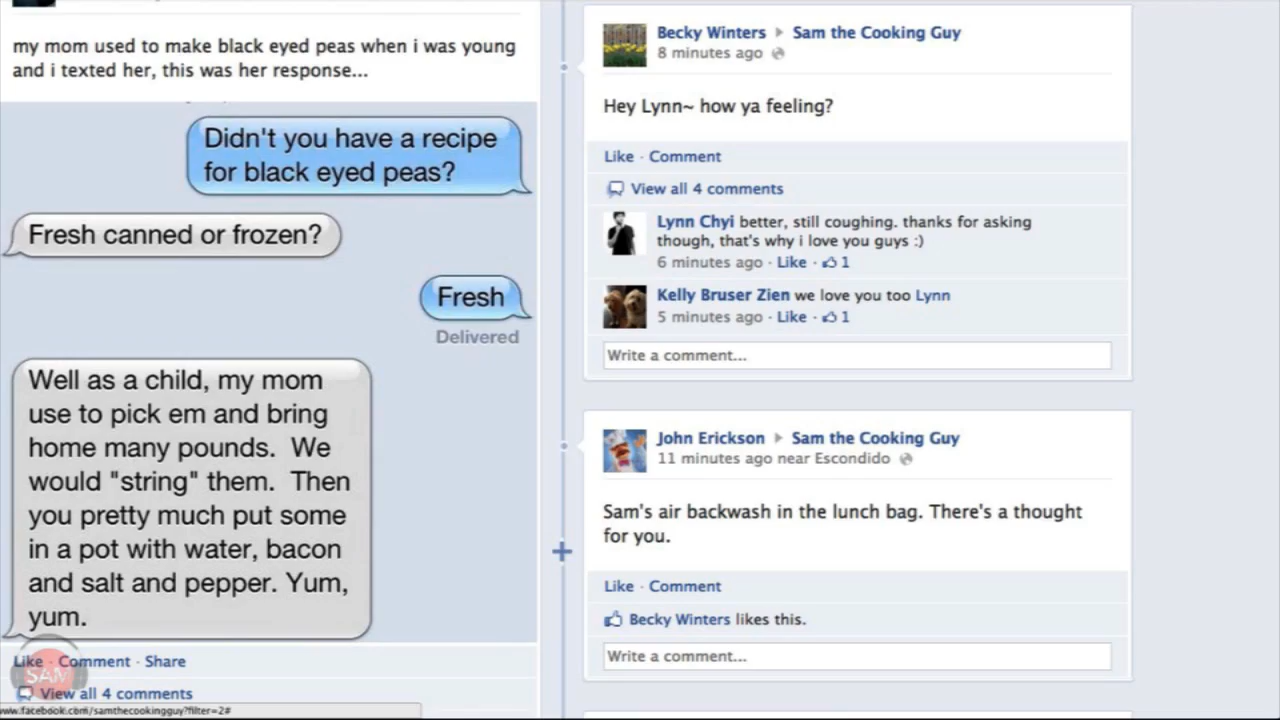 my mom used to make black eyed peas when i was young
and i texted her, this was her response...
Didn't you have a recipe
for black eyed peas?
Fresh canned or frozen?
Fresh
Delivered
Well as a child, my mom
use to pick em and bring
home many pounds. We
would "string" them. Then
you pretty much put some
in a pot with water, bacon
and salt and pepper. Yum,
yum.
Like · Comment · Share
View all 4 comments
www.facebook.com/samthecookingguy?filter=2#
SAM
Becky Winters ▸ Sam the Cooking Guy
8 minutes ago
Hey Lynn~ how ya feeling?
Like · Comment
View all 4 comments
Lynn Chyi better, still coughing. thanks for asking
though, that's why i love you guys :)
6 minutes ago · Like · 1
Kelly Bruser Zien we love you too Lynn
5 minutes ago · Like · 1
Write a comment...
John Erickson ▸ Sam the Cooking Guy
11 minutes ago near Escondido
Sam's air backwash in the lunch bag. There's a thought
for you.
Like · Comment
Becky Winters likes this.
Write a comment...